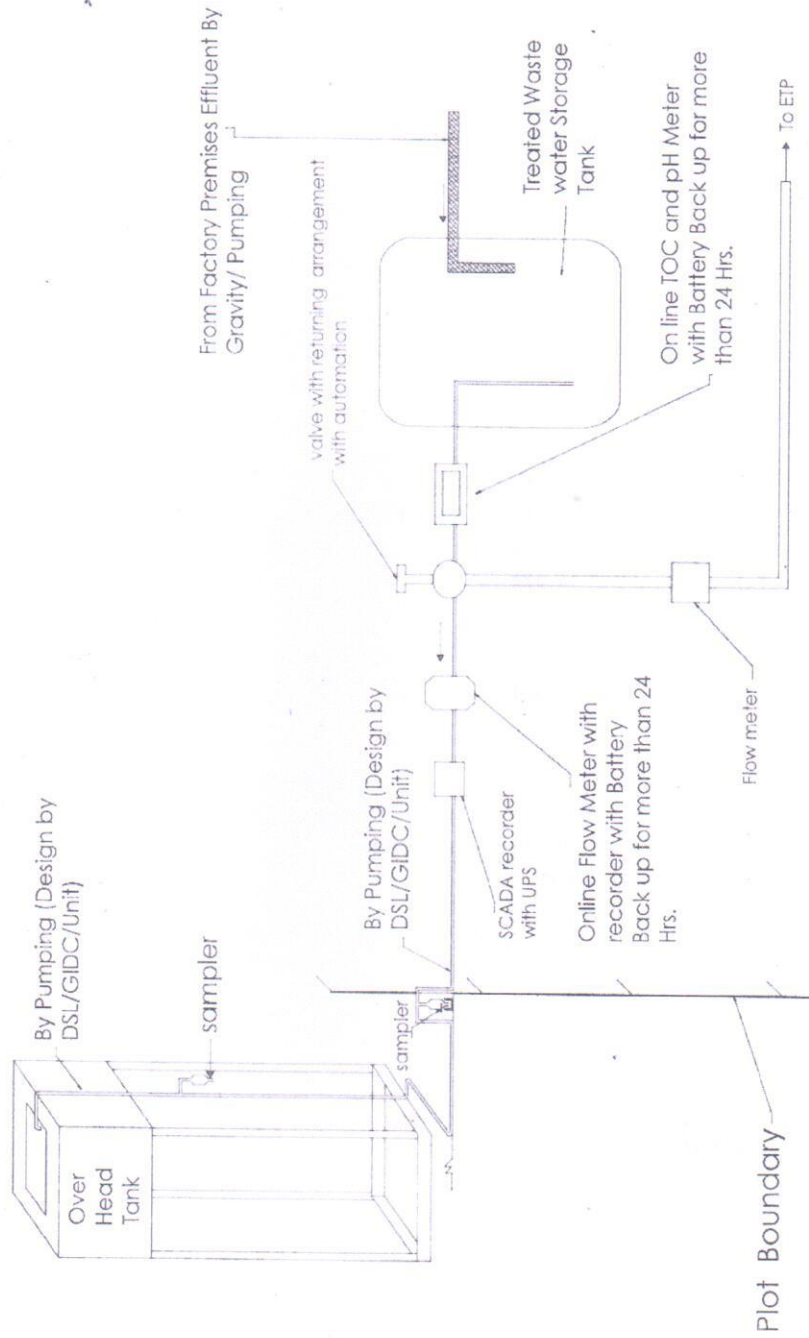 From Factory Premises Effluent By
Gravity/ Pumping
valve with returning arrangement
with automation
Treated Waste
water Storage
Tank
On line TOC and pH Meter
with Battery Back up for more
than 24 Hrs.
To ETP
By Pumping (Design by
DSL/GIDC/Unit)
sampler
Over
Head
Tank
By Pumping (Design by
DSL/GIDC/Unit)
sampler
SCADA recorder
with UPS
Online Flow Meter with
recorder with Battery
Back up for more than 24
Hrs.
Flow meter
Plot Boundary